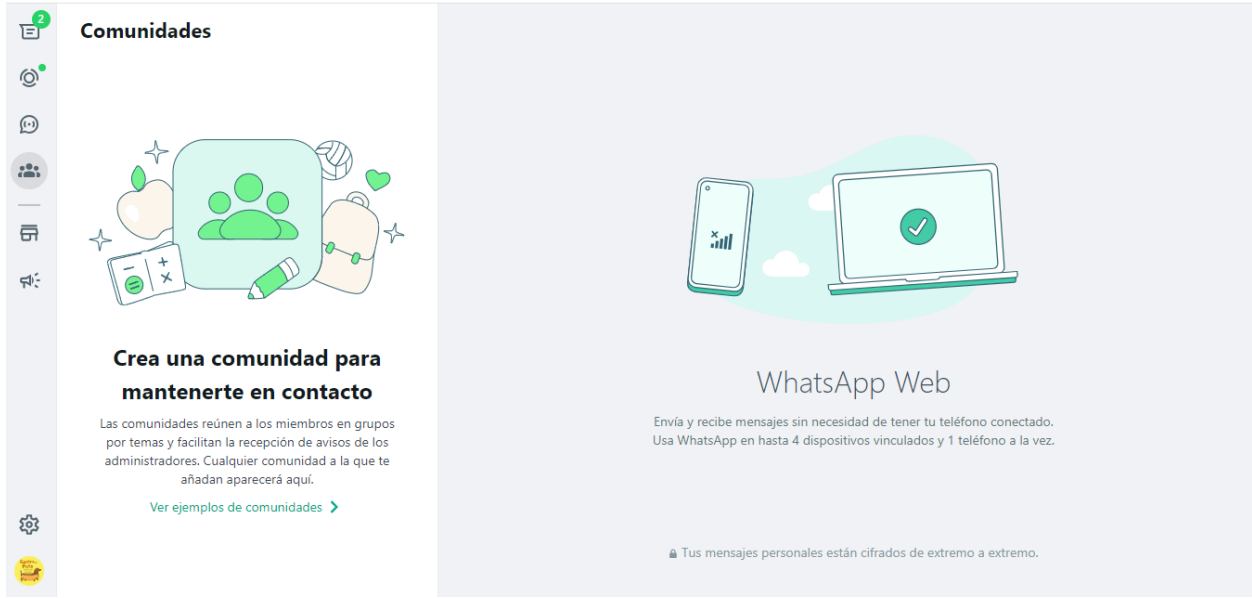 2
Comunidades
Crea una comunidad para
mantenerte en contacto
Las comunidades reúnen a los miembros en grupos
por temas y facilitan la recepción de avisos de los
administradores. Cualquier comunidad a la que te
añadan aparecerá aquí.
Ver ejemplos de comunidades
WhatsApp Web
Envía y recibe mensajes sin necesidad de tener tu teléfono conectado.
Usa WhatsApp en hasta 4 dispositivos vinculados y 1 teléfono a la vez.
Tus mensajes personales están cifrados de extremo a extremo.